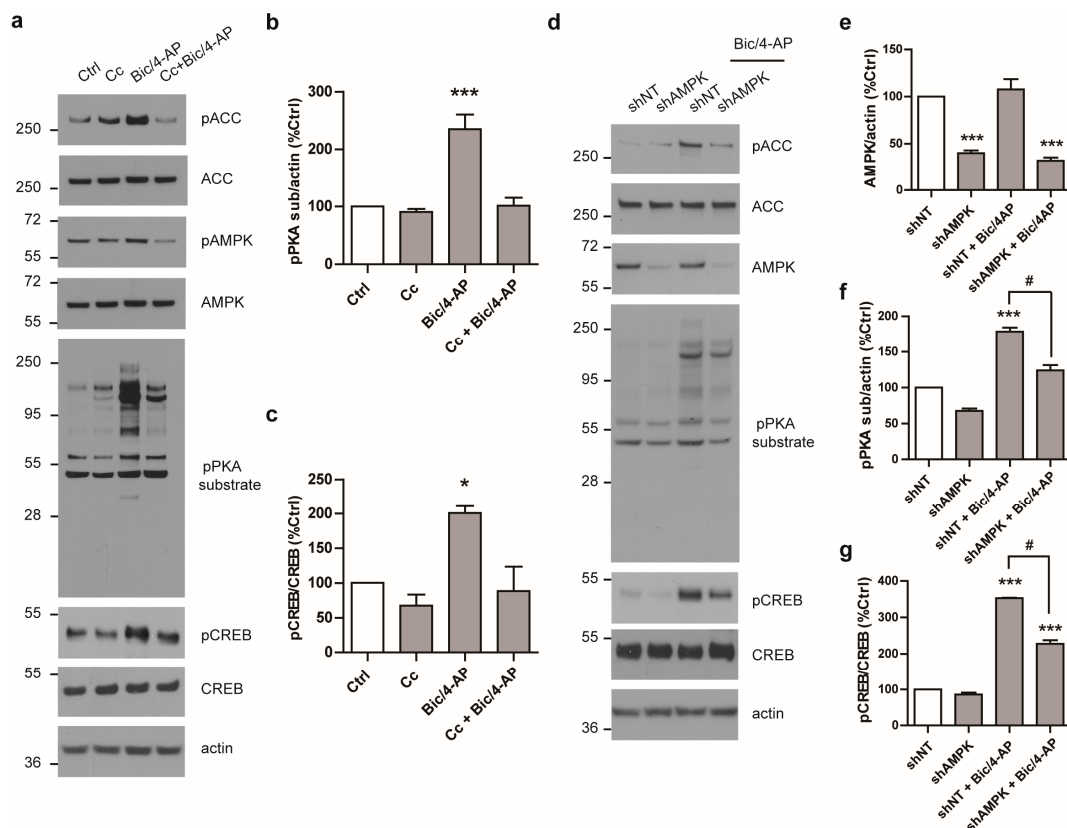 a
Ctrl
Cc
Bic/4-AP
Cc+Bic/4-AP
250
pACC
250
ACC
72
pAMPK
55
72
AMPK
55
250
95
55
pPKA
substrate
28
55
pCREB
55
CREB
actin
36
b
pPKA sub/actin (%Ctrl)
300
250
200
150
100
50
0
***
Ctrl
Cc
Bic/4-AP
Cc + Bic/4-AP
c
pCREB/CREB (%Ctrl)
250
200
150
100
50
0
*
Ctrl
Cc
Bic/4-AP
Cc + Bic/4-AP
d
Bic/4-AP
shNT
shAMPK
shNT
shAMPK
pACC
250
ACC
250
72
AMPK
55
250
95
55
pPKA
substrate
28
55
pCREB
55
CREB
actin
36
e
AMPK/actin (%Ctrl)
150
100
50
0
***
***
shNT
shAMPK
shNT + Bic/4AP
shAMPK + Bic/4AP
f
pPKA sub/actin (%Ctrl)
200
150
100
50
0
#
***
shNT
shAMPK
shNT + Bic/4-AP
shAMPK + Bic/4-AP
g
pCREB/CREB (%Ctrl)
400
300
200
100
0
#
***
***
shNT
shAMPK
shNT + Bic/4-AP
shAMPK + Bic/4-AP